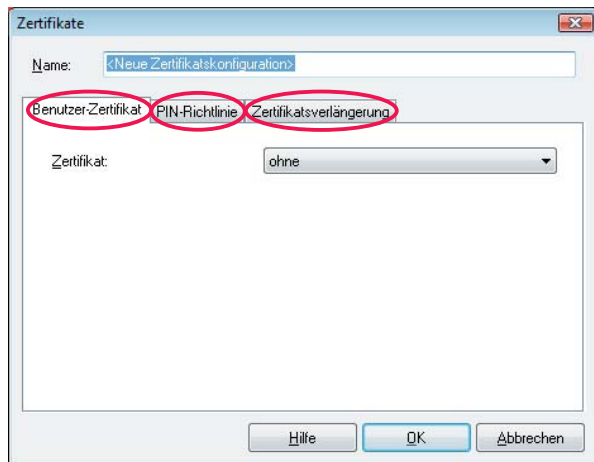 Zertifikate
Name: <Neue Zertifikatskonfiguration>
Benutzer-Zertifikat PIN-Richtlinie Zertifikatsverlängerung
Zertifikat: ohne
Hilfe OK Abbrechen